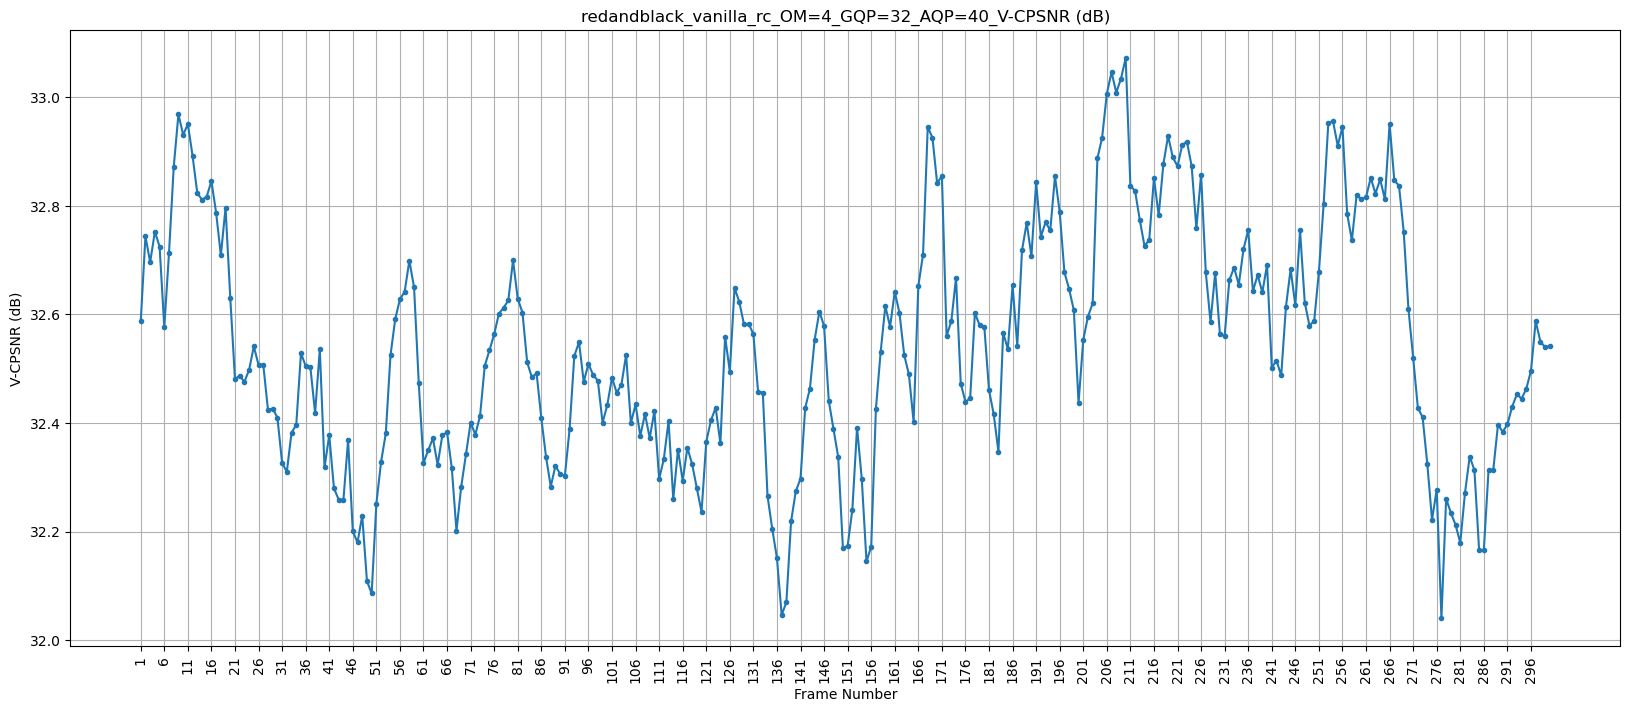 redandblack_vanilla_rc_OM=4_GQP=32_AQP=40_V-CPSNR (dB)
V-CPSNR (dB)
33.0
32.8
32.6
32.4
32.2
32.0
1 6 11 16 21 26 31 36 41 46 51 56 61 66 71 76 81 86 91 96 101 106 111 116 121 126 131 136 141 146 151 156 161 166 171 176 181 186 191 196 201 206 211 216 221 226 231 236 241 246 251 256 261 266 271 276 281 286 291 296
Frame Number